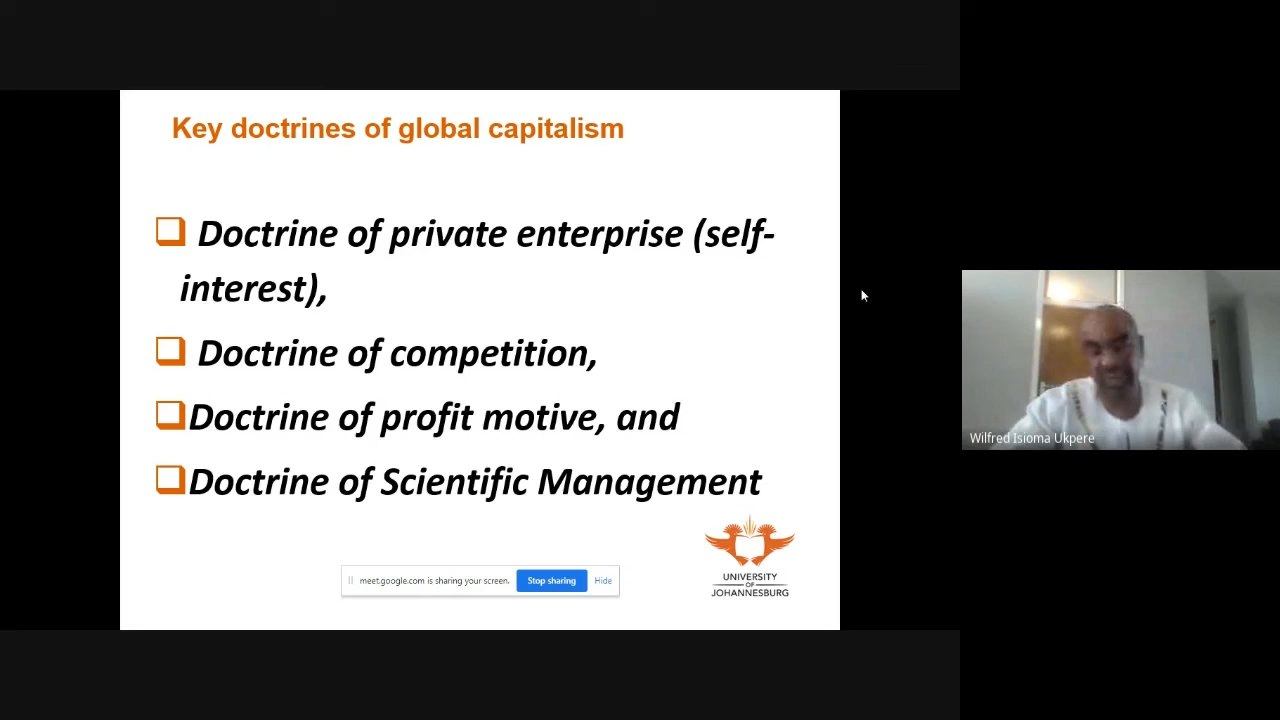 Key doctrines of global capitalism
Doctrine of private enterprise (self-
interest),
Doctrine of competition,
Doctrine of profit motive, and
Doctrine of Scientific Management
meet.google.com is sharing your screen. Stop sharing Hide
UNIVERSITY
OF
JOHANNESBURG
Wilfred Isioma Ukpere